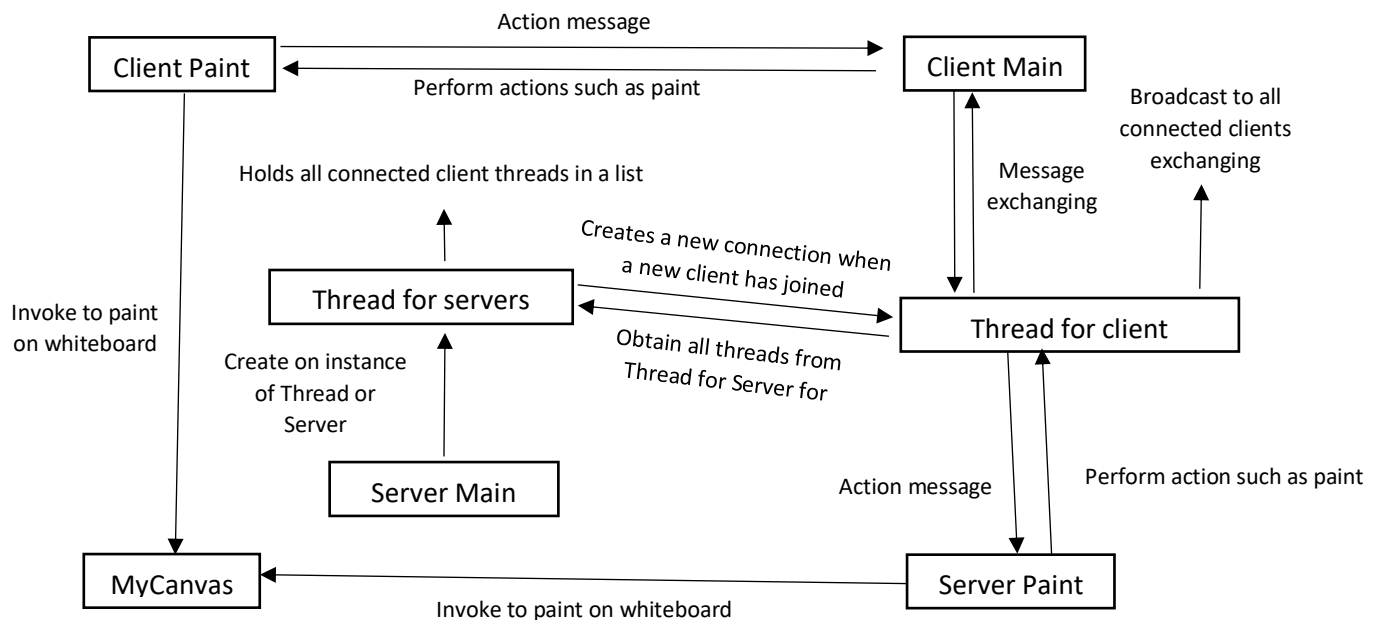 Action message
Client Paint
Client Main
Perform actions such as paint
Broadcast to all
connected clients
exchanging
Message
exchanging
Holds all connected client threads in a list
Creates a new connection when
a new client has joined
Thread for servers
Thread for client
Invoke to paint
on whiteboard
Obtain all threads from
Thread for Server for
Create on instance
of Thread or
Server
Server Main
Action message
Perform action such as paint
MyCanvas
Server Paint
Invoke to paint on whiteboard